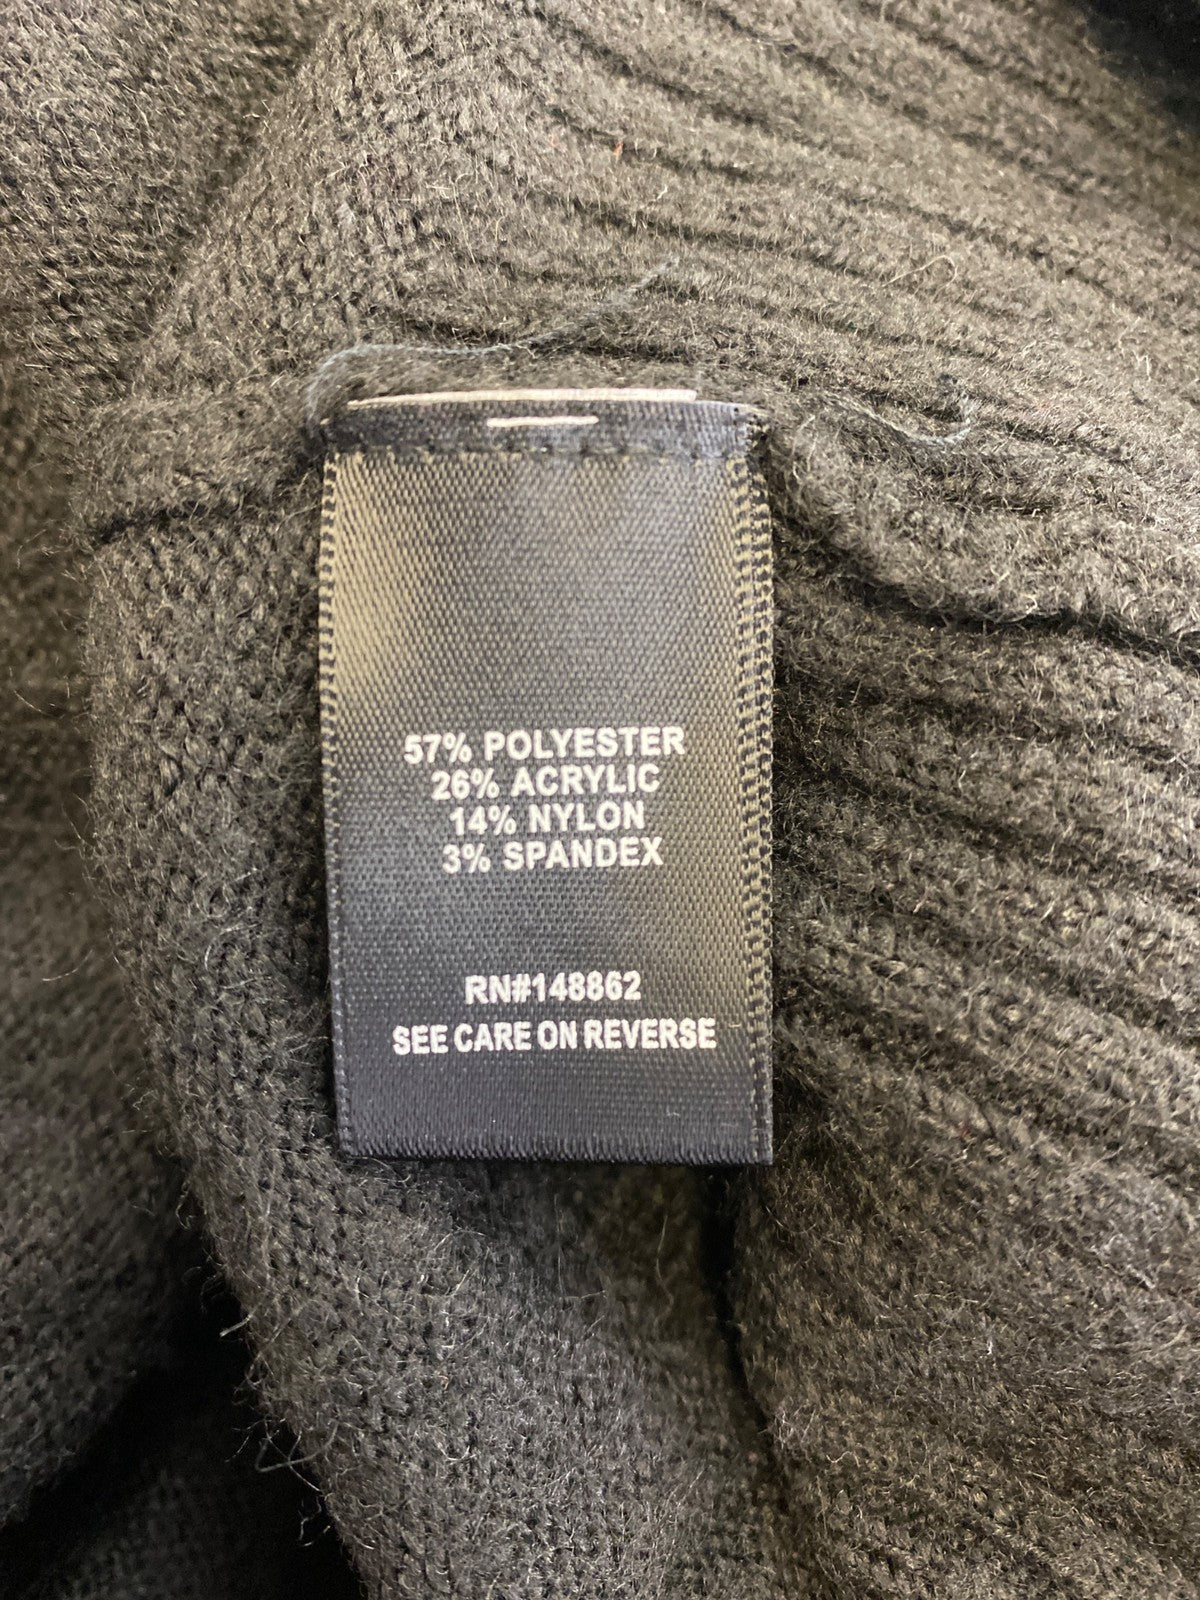 57% POLYESTER
26% ACRYLIC
14% NYLON
3% SPANDEX
RN#148862
SEE CARE ON REVERSE